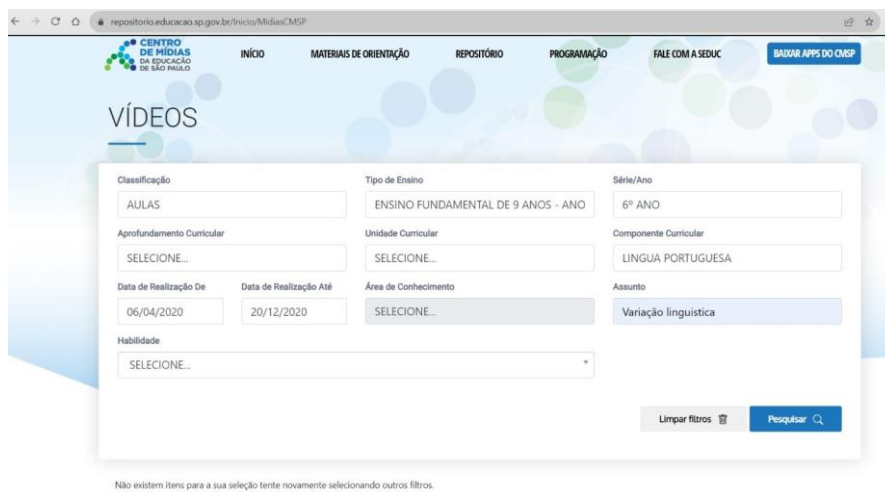 repositorio.educacao.sp.gov.br/Inicio/MidiasCMSP
CENTRO
DE MÍDIAS
DA EDUCAÇÃO
DE SÃO PAULO
INÍCIO
MATERIAIS DE ORIENTAÇÃO
REPOSITÓRIO
PROGRAMAÇÃO
FALE COM A SEDUC
BAIXAR APPS DO CMSP
VÍDEOS
Classificação
Tipo de Ensino
Série/Ano
AULAS
ENSINO FUNDAMENTAL DE 9 ANOS - ANO
6º ANO
Aprofundamento Curricular
Unidade Curricular
Componente Curricular
SELECIONE...
SELECIONE...
LINGUA PORTUGUESA
Data de Realização De
Data de Realização Até
Área de Conhecimento
Assunto
06/04/2020
20/12/2020
SELECIONE...
Variação linguistica
Habilidade
SELECIONE...
Limpar filtros
Pesquisar
Não existem itens para a sua seleção tente novamente selecionando outros filtros.